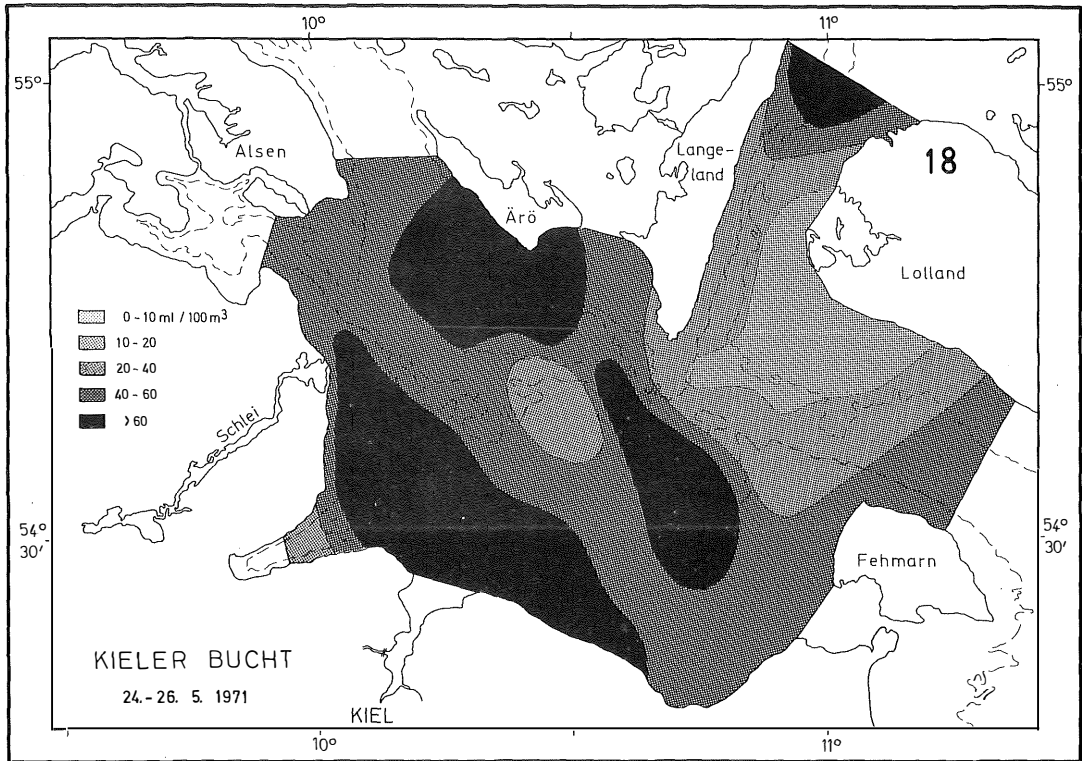 10°
11°
55°
55°
Alsen
Lange-
land
18
Ärö
Lolland
0-10 ml / 100 m³
10-20
20-40
40-60
>60
Schlei
54°
30'
54°
30'
Fehmarn
KIELER BUCHT
24.-26. 5. 1971
KIEL
10°
11°